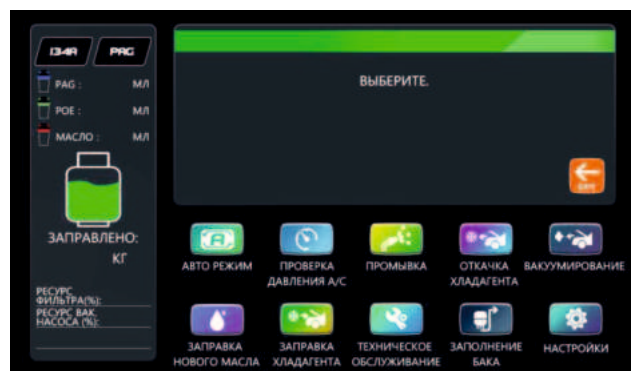 134A PAG
PAG : МЛ
POE : МЛ
МАСЛО : МЛ
ЗАПРАВЛЕНО:
КГ
РЕСУРС
ФИЛЬТРА(%):
РЕСУРС ВАК.
НАСОСА (%):
ВЫБЕРИТЕ.
АВТО РЕЖИМ
ПРОВЕРКА
ДАВЛЕНИЯ А/С
ПРОМЫВКА
ОТКАЧКА
ХЛАДАГЕНТА
ВАКУУМИРОВАНИЕ
ЗАПРАВКА
НОВОГО МАСЛА
ЗАПРАВКА
ХЛАДАГЕНТА
ТЕХНИЧЕСКОЕ
ОБСЛУЖИВАНИЕ
ЗАПОЛНЕНИЕ
БАКА
НАСТРОЙКИ